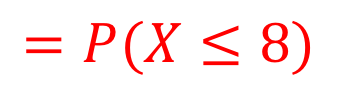 = P(X ≤ 8)